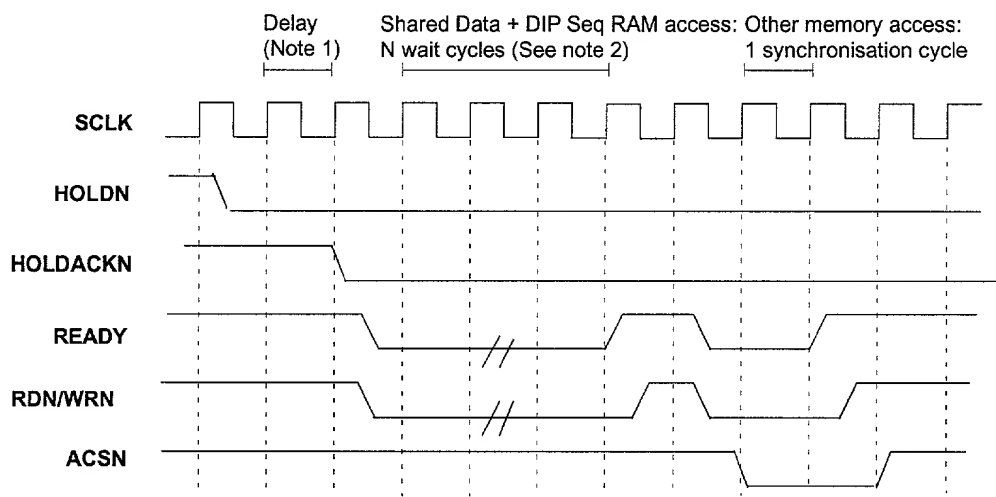 Delay
(Note 1)
Shared Data + DIP Seq RAM access:
N wait cycles (See note 2)
Other memory access:
1 synchronisation cycle
SCLK
HOLDN
HOLDACKN
READY
RDN/WRN
ACSN